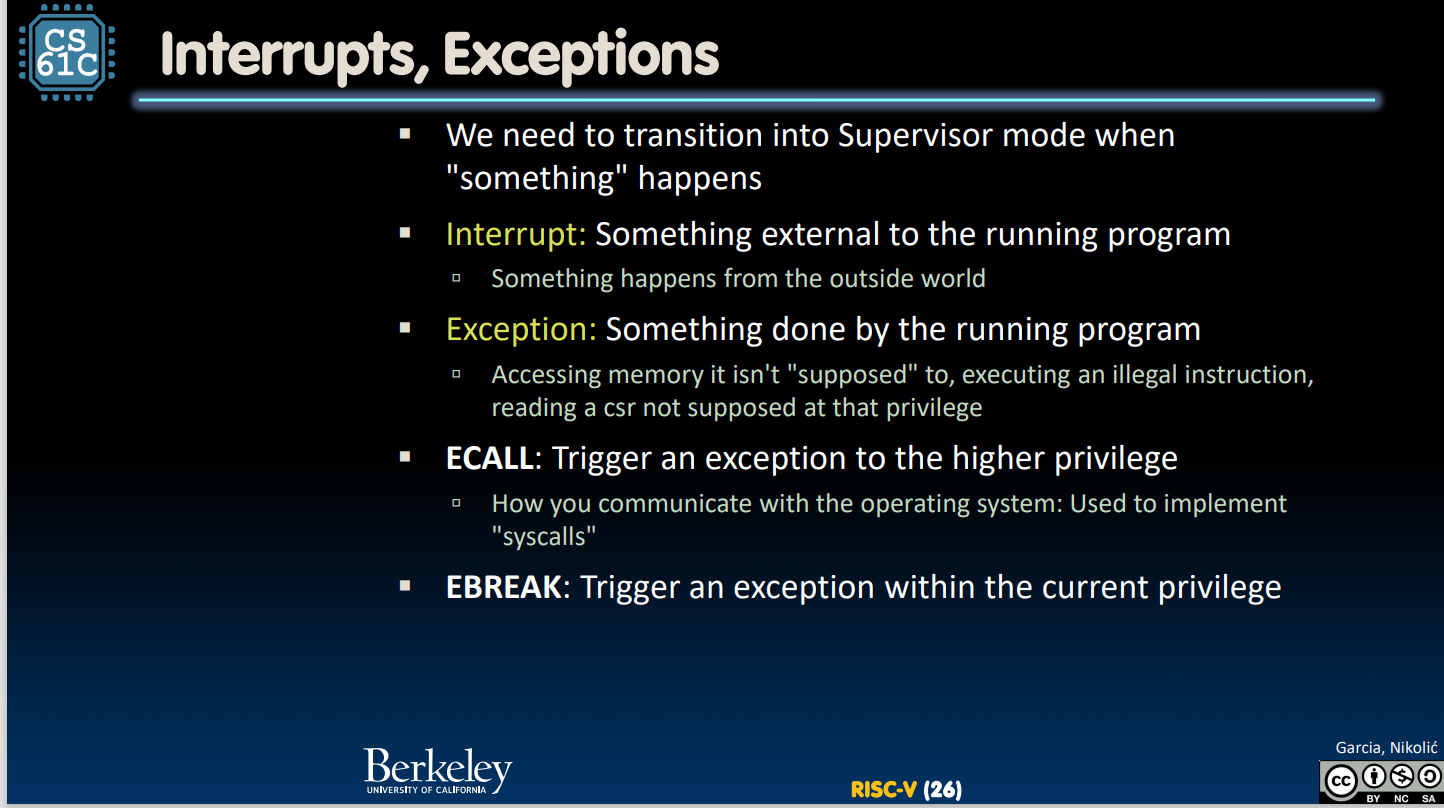 CS
61C
Interrupts, Exceptions
▪ We need to transition into Supervisor mode when
"something" happens
▪ Interrupt: Something external to the running program
▫ Something happens from the outside world
▪ Exception: Something done by the running program
▫ Accessing memory it isn't "supposed" to, executing an illegal instruction,
reading a csr not supposed at that privilege
▪ ECALL: Trigger an exception to the higher privilege
▫ How you communicate with the operating system: Used to implement
"syscalls"
▪ EBREAK: Trigger an exception within the current privilege
Berkeley
UNIVERSITY OF CALIFORNIA
RISC-V (26)
Garcia, Nikolić
cc
BY NC SA